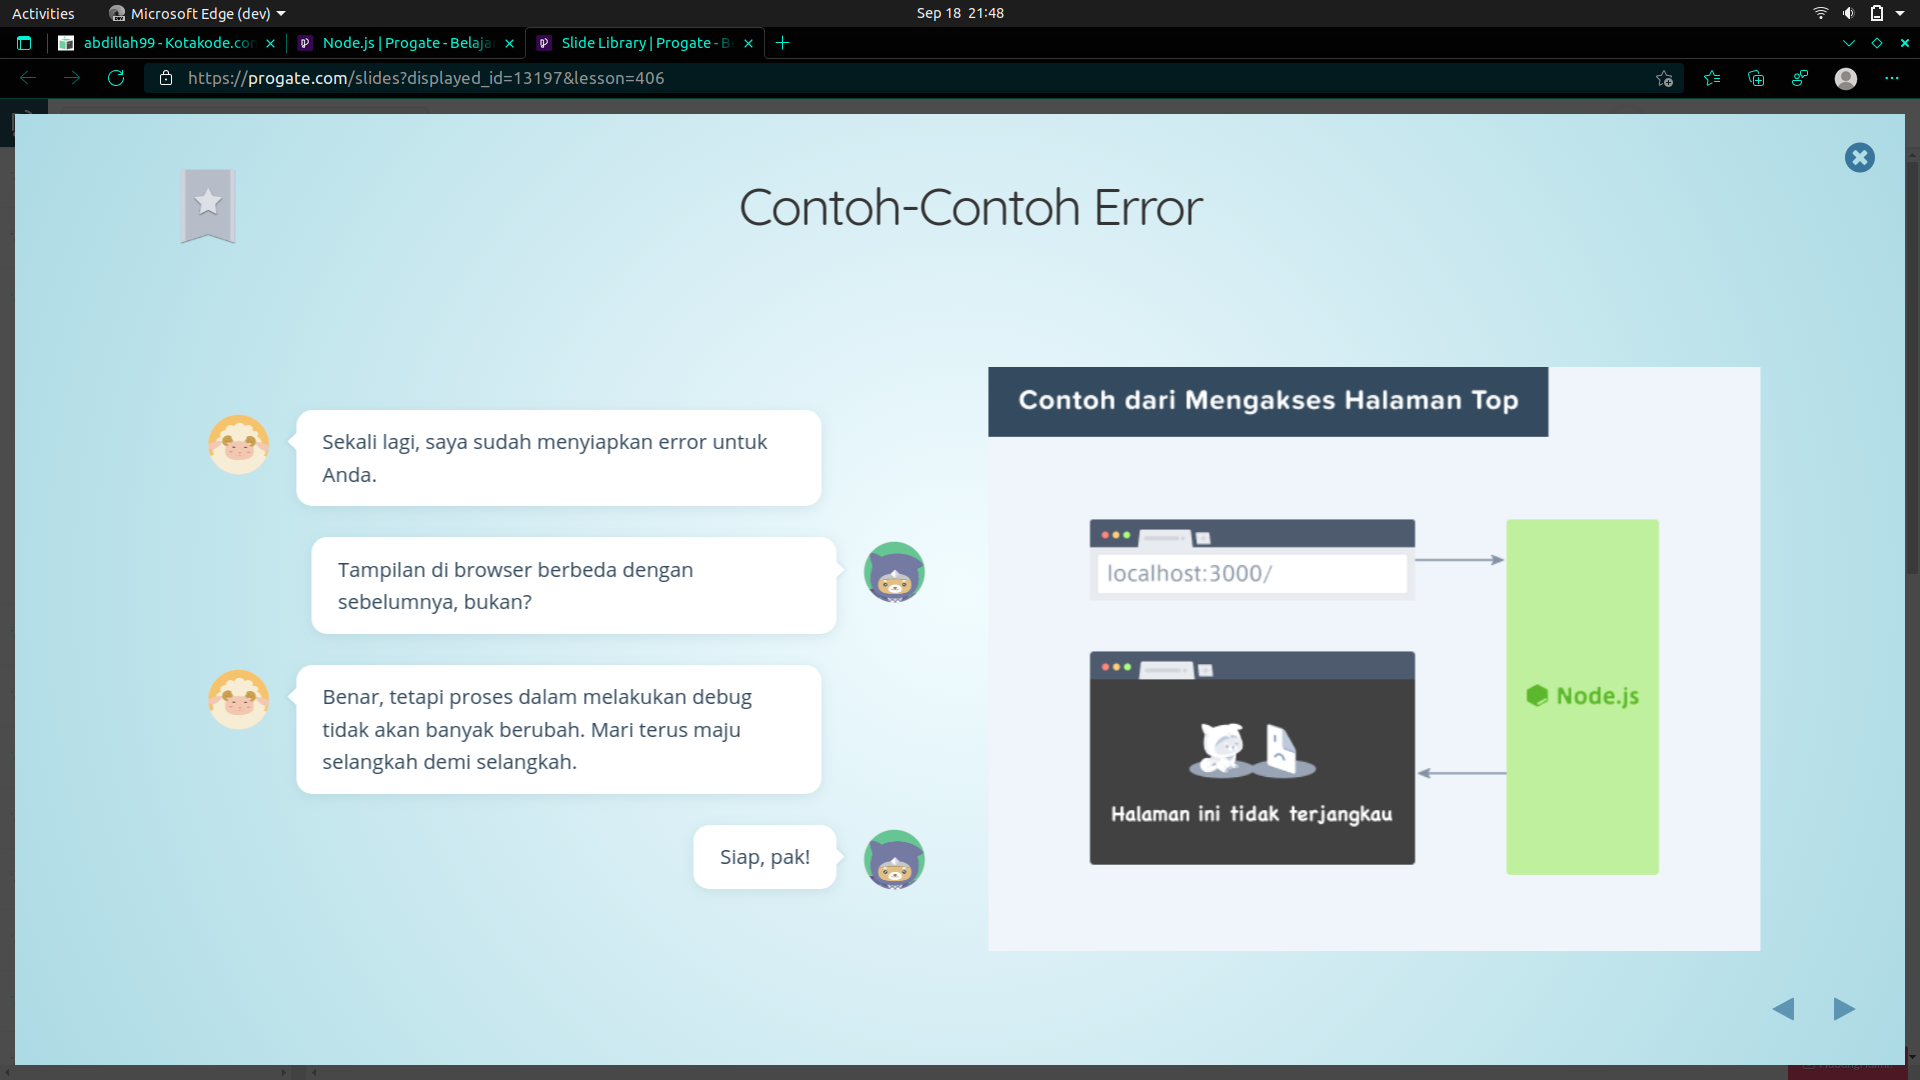 Activities
Microsoft Edge (dev)
Sep 18 21:48
abdillah99 - Kotakode.con
Node.js | Progate - Belaja
Slide Library | Progate - B
https://progate.com/slides?displayed_id=13197&lesson=406
Contoh-Contoh Error
Sekali lagi, saya sudah menyiapkan error untuk
Anda.
Tampilan di browser berbeda dengan
sebelumnya, bukan?
Benar, tetapi proses dalam melakukan debug
tidak akan banyak berubah. Mari terus maju
selangkah demi selangkah.
Siap, pak!
Contoh dari Mengakses Halaman Top
localhost:3000/
Node.js
Halaman ini tidak terjangkau